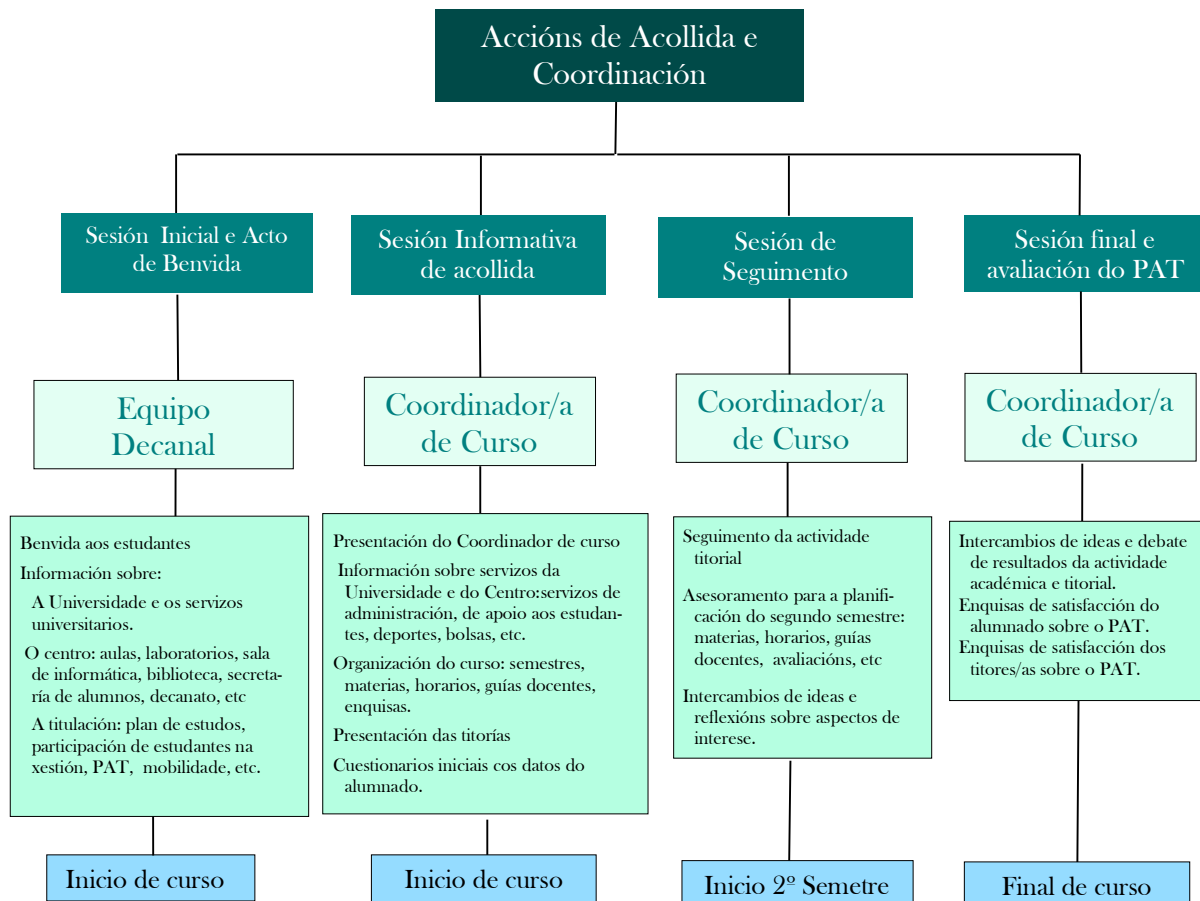 Accións de Acollida e
Coordinación
Sesión Inicial e Acto
de Benvida
Equipo
Decanal
Benvida aos estudantes
Información sobre:
A Universidade e os servizos
universitarios.
O centro: aulas, laboratorios, sala
de informática, biblioteca, secreta-
ría de alumnos, decanato, etc
A titulación: plan de estudos,
participación de estudantes na
xestión, PAT, mobilidade, etc.
Inicio de curso
Sesión Informativa
de acollida
Coordinador/a
de Curso
Presentación do Coordinador de curso
Información sobre servizos da
Universidade e do Centro:servizos de
administración, de apoio aos estudan-
tes, deportes, bolsas, etc.
Organización do curso: semestres,
materias, horarios, guías docentes,
enquisas.
Presentación das titorías
Cuestionarios iniciais cos datos do
alumnado.
Inicio de curso
Sesión de
Seguimento
Coordinador/a
de Curso
Seguimento da actividade
titorial
Asesoramento para a planifi-
cación do segundo semestre:
materias, horarios, guías
docentes, avaliacións, etc
Intercambios de ideas e
reflexións sobre aspectos de
interese.
Inicio 2º Semetre
Sesión final e
avaliación do PAT
Coordinador/a
de Curso
Intercambios de ideas e debate
de resultados da actividade
académica e titorial.
Enquisas de satisfacción do
alumnado sobre o PAT.
Enquisas de satisfacción dos
titores/as sobre o PAT.
Final de curso